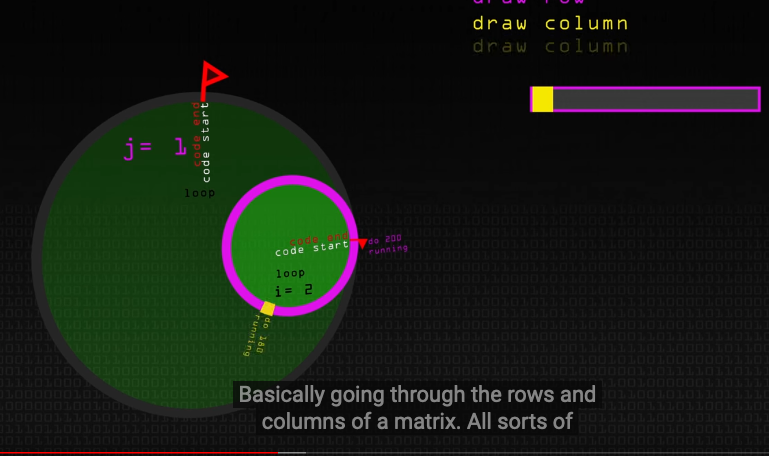 draw row
draw column
draw column
j= 1
code end
code start
loop
code end
code start
do 200
running
loop
i= 2
do 180
running
Basically going through the rows and
columns of a matrix. All sorts of